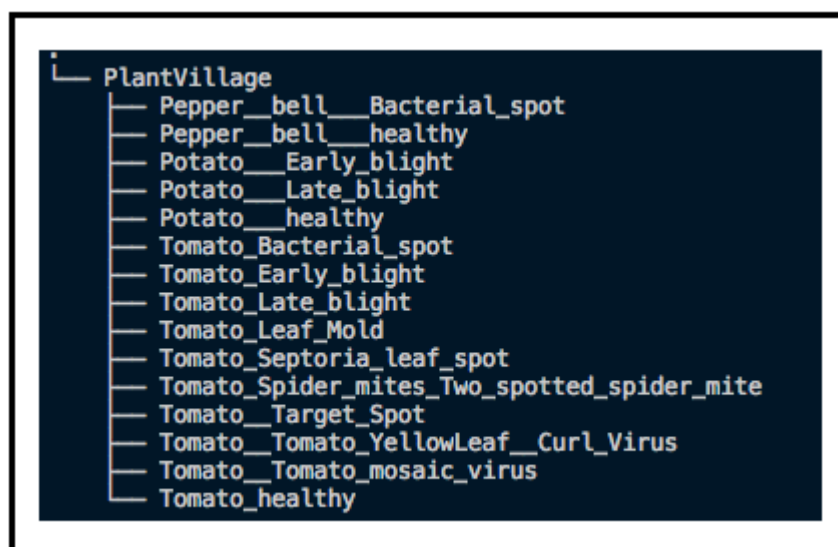 .
└── PlantVillage
    ├── Pepper__bell___Bacterial_spot
    ├── Pepper__bell___healthy
    ├── Potato___Early_blight
    ├── Potato___Late_blight
    ├── Potato___healthy
    ├── Tomato_Bacterial_spot
    ├── Tomato_Early_blight
    ├── Tomato_Late_blight
    ├── Tomato_Leaf_Mold
    ├── Tomato_Septoria_leaf_spot
    ├── Tomato_Spider_mites_Two_spotted_spider_mite
    ├── Tomato__Target_Spot
    ├── Tomato__Tomato_YellowLeaf__Curl_Virus
    ├── Tomato__Tomato_mosaic_virus
    └── Tomato_healthy